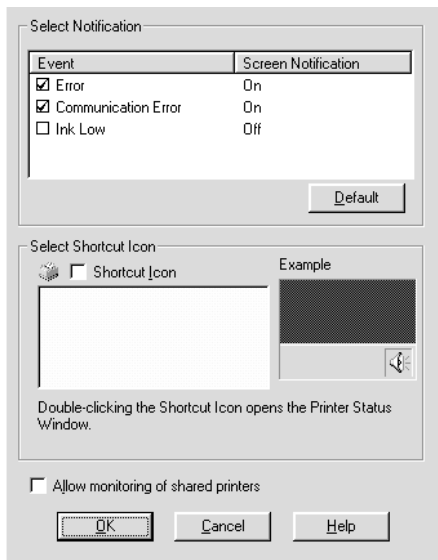 Select Notification
Event Screen Notification
Error On
Communication Error On
Ink Low Off
Default
Select Shortcut Icon
Shortcut Icon
Example
Double-clicking the Shortcut Icon opens the Printer Status
Window.
Allow monitoring of shared printers
OK Cancel Help